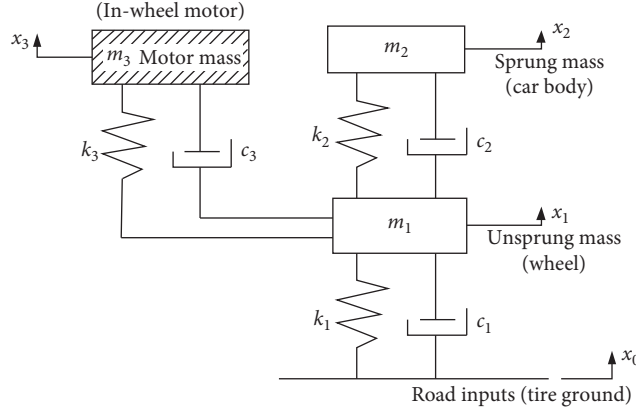 (In-wheel motor)
x3
m3 Motor mass
m2
x2
Sprung mass
(car body)
k3
c3
k2
c2
m1
x1
Unsprung mass
(wheel)
k1
c1
x0
Road inputs (tire ground)